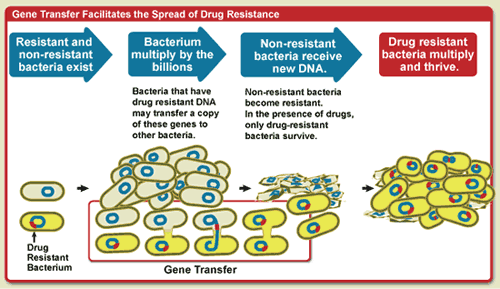 Gene Transfer Facilitates the Spread of Drug Resistance
Resistant and
non-resistant
bacteria exist
Bacterium
multiply by the
billions
Non-resistant
bacteria receive
new DNA.
Drug resistant
bacteria multiply
and thrive.
Bacteria that have
drug resistant DNA
may transfer a copy
of these genes to
other bacteria.
Non-resistant bacteria
become resistant.
In the presence of drugs,
only drug-resistant
bacteria survive.
Drug
Resistant
Bacterium
Gene Transfer